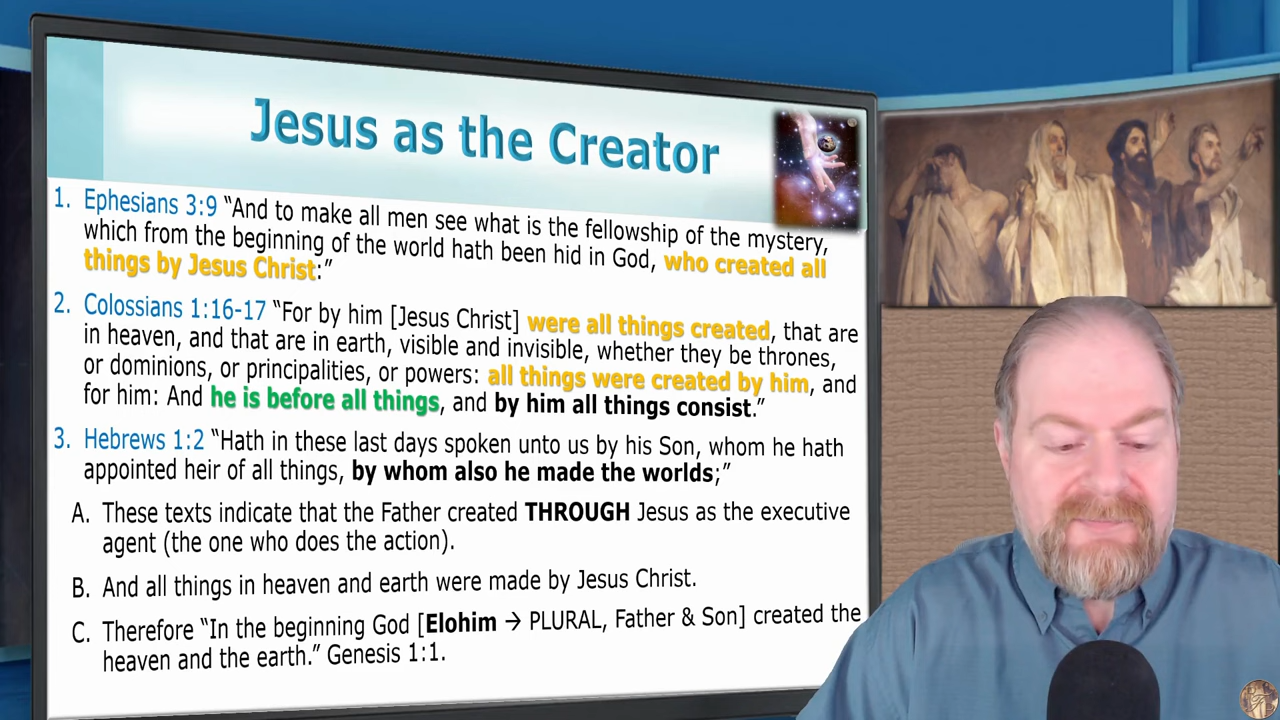 Jesus as the Creator
1. Ephesians 3:9 “And to make all men see what is the fellowship of the mystery,
which from the beginning of the world hath been hid in God, who created all
things by Jesus Christ:”
2. Colossians 1:16-17 “For by him [Jesus Christ] were all things created, that are
in heaven, and that are in earth, visible and invisible, whether they be thrones,
or dominions, or principalities, or powers: all things were created by him, and
for him: And he is before all things, and by him all things consist.”
3. Hebrews 1:2 “Hath in these last days spoken unto us by his Son, whom he hath
appointed heir of all things, by whom also he made the worlds;”
A. These texts indicate that the Father created THROUGH Jesus as the executive
agent (the one who does the action).
B. And all things in heaven and earth were made by Jesus Christ.
C. Therefore “In the beginning God [Elohim → PLURAL, Father & Son] created the
heaven and the earth.” Genesis 1:1.